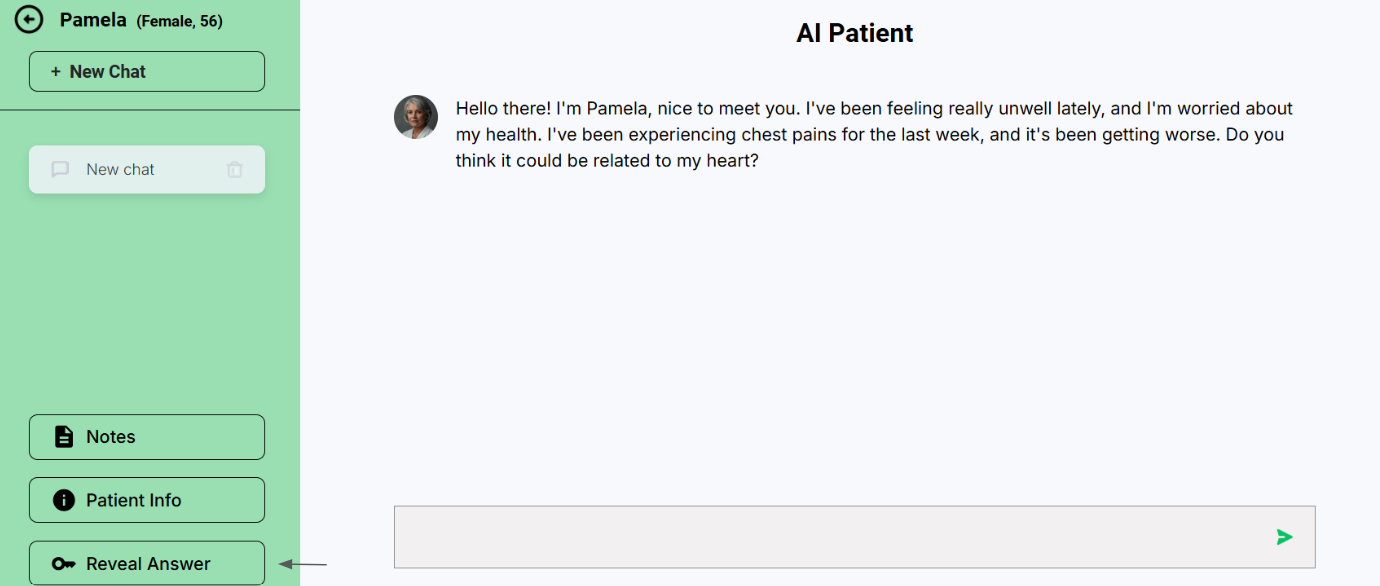 Pamela (Female, 56)
+ New Chat
New chat
Notes
Patient Info
Reveal Answer
AI Patient
Hello there! I'm Pamela, nice to meet you. I've been feeling really unwell lately, and I'm worried about
my health. I've been experiencing chest pains for the last week, and it's been getting worse. Do you
think it could be related to my heart?